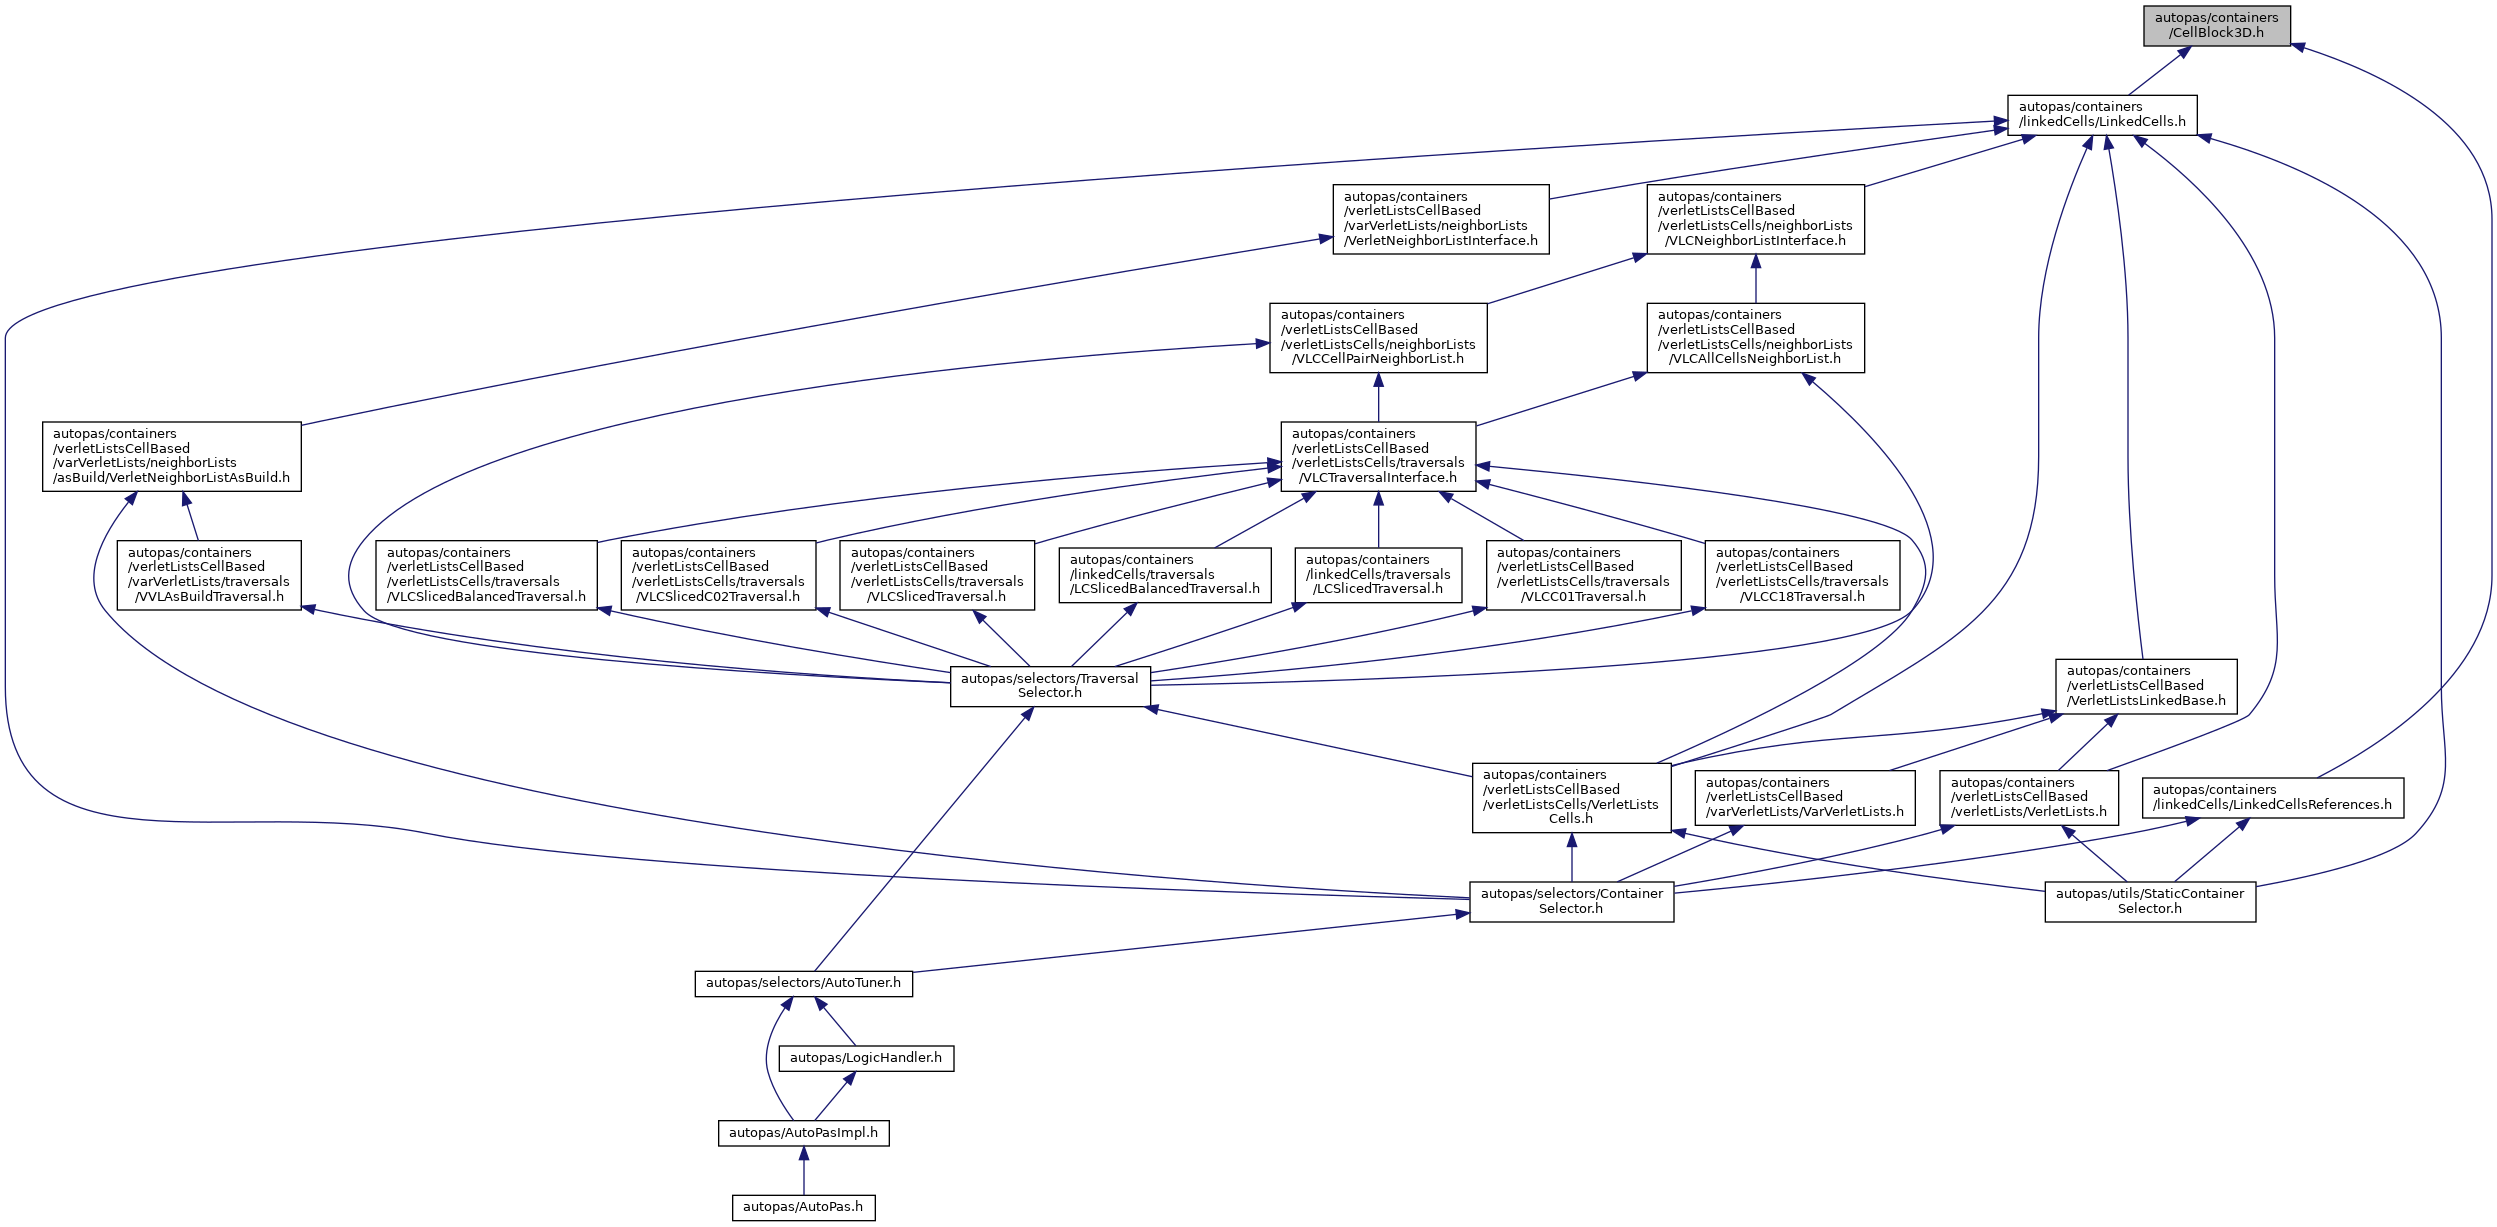 autopas/containers
/CellBlock3D.h
autopas/containers
/linkedCells/LinkedCells.h
autopas/containers
/verletListsCellBased
/varVerletLists/neighborLists
/VerletNeighborListInterface.h
autopas/containers
/verletListsCellBased
/verletListsCells/neighborLists
/VLCNeighborListInterface.h
autopas/containers
/verletListsCellBased
/verletListsCells/neighborLists
/VLCCellPairNeighborList.h
autopas/containers
/verletListsCellBased
/verletListsCells/neighborLists
/VLCAllCellsNeighborList.h
autopas/containers
/verletListsCellBased
/varVerletLists/neighborLists
/asBuild/VerletNeighborListAsBuild.h
autopas/containers
/verletListsCellBased
/verletListsCells/traversals
/VLCTraversalInterface.h
autopas/containers
/verletListsCellBased
/varVerletLists/traversals
/VVLAsBuildTraversal.h
autopas/containers
/verletListsCellBased
/verletListsCells/traversals
/VLCSlicedBalancedTraversal.h
autopas/containers
/verletListsCellBased
/verletListsCells/traversals
/VLCSlicedC02Traversal.h
autopas/containers
/verletListsCellBased
/verletListsCells/traversals
/VLCSlicedTraversal.h
autopas/containers
/linkedCells/traversals
/LCSlicedBalancedTraversal.h
autopas/containers
/linkedCells/traversals
/LCSlicedTraversal.h
autopas/containers
/verletListsCellBased
/verletListsCells/traversals
/VLCC01Traversal.h
autopas/containers
/verletListsCellBased
/verletListsCells/traversals
/VLCC18Traversal.h
autopas/selectors/Traversal
Selector.h
autopas/containers
/verletListsCellBased
/VerletListsLinkedBase.h
autopas/containers
/verletListsCellBased
/verletListsCells/VerletLists
Cells.h
autopas/containers
/verletListsCellBased
/varVerletLists/VarVerletLists.h
autopas/containers
/verletListsCellBased
/verletLists/VerletLists.h
autopas/containers
/linkedCells/LinkedCellsReferences.h
autopas/selectors/Container
Selector.h
autopas/utils/StaticContainer
Selector.h
autopas/selectors/AutoTuner.h
autopas/LogicHandler.h
autopas/AutoPasImpl.h
autopas/AutoPas.h